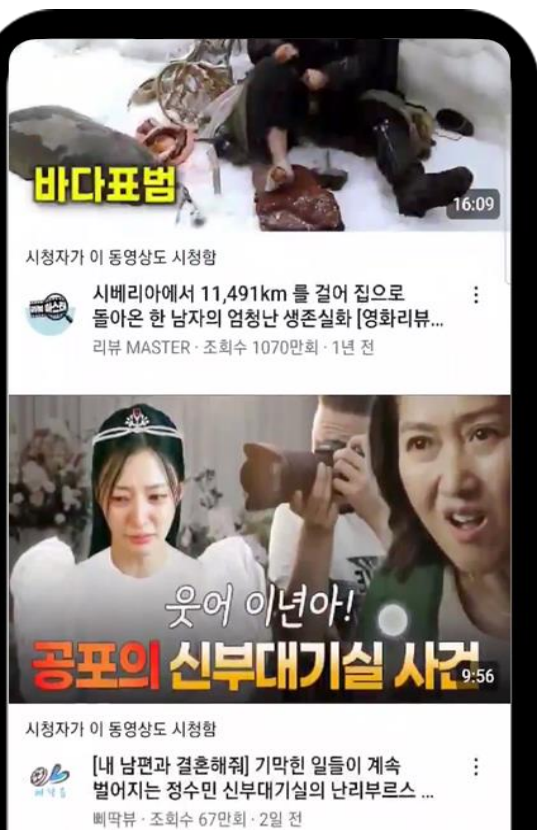 바다표범
16:09
시청자가 이 동영상도 시청함
시베리아에서 11,491km 를 걸어 집으로
돌아온 한 남자의 엄청난 생존실화 [영화리뷰...
리뷰 MASTER · 조회수 1070만회 · 1년 전
웃어 이년아!
공포의 신부대기실 사건
9:56
시청자가 이 동영상도 시청함
[내 남편과 결혼해줘] 기막힌 일들이 계속
벌어지는 정수민 신부대기실의 난리부르스 ...
삐딱뷰 · 조회수 67만회 · 2일 전